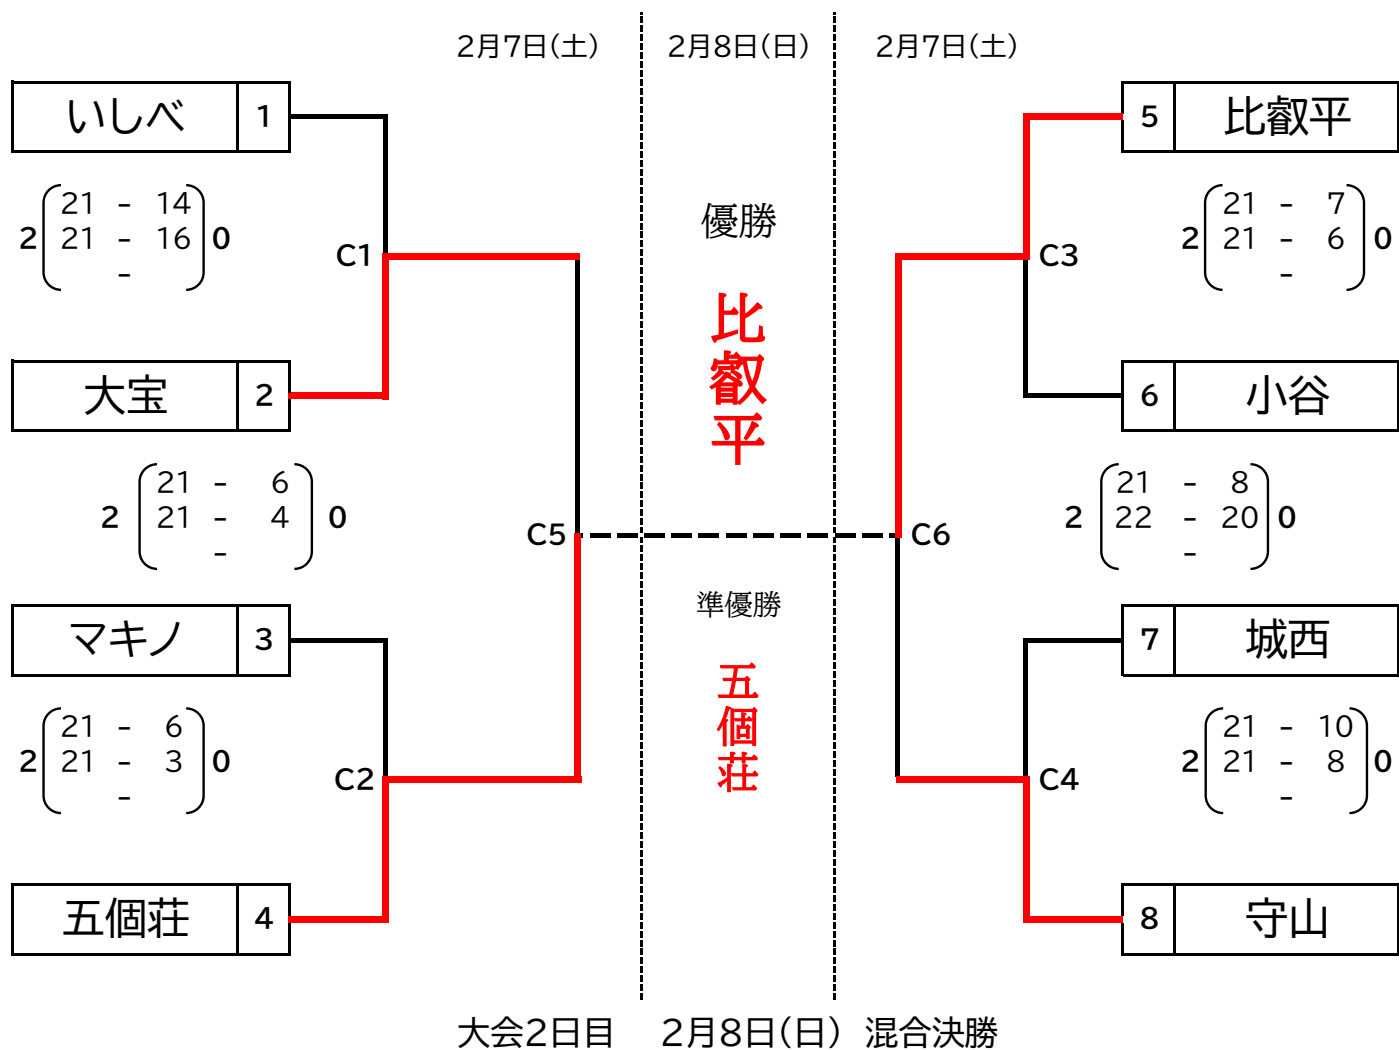 2月7日(土) 2月8日(日) 2月7日(土)
いしべ 1
21 - 14
2 21 - 16 0
-
C1
大宝 2
21 - 6
2 21 - 4 0
-
C5
マキノ 3
21 - 6
2 21 - 3 0
-
C2
五個荘 4
優勝
比叡平
準優勝
五個荘
5 比叡平
21 - 7
2 21 - 6 0
-
C3
6 小谷
21 - 8
2 22 - 20 0
-
C6
7 城西
21 - 10
2 21 - 8 0
-
C4
8 守山
大会2日目 2月8日(日) 混合決勝